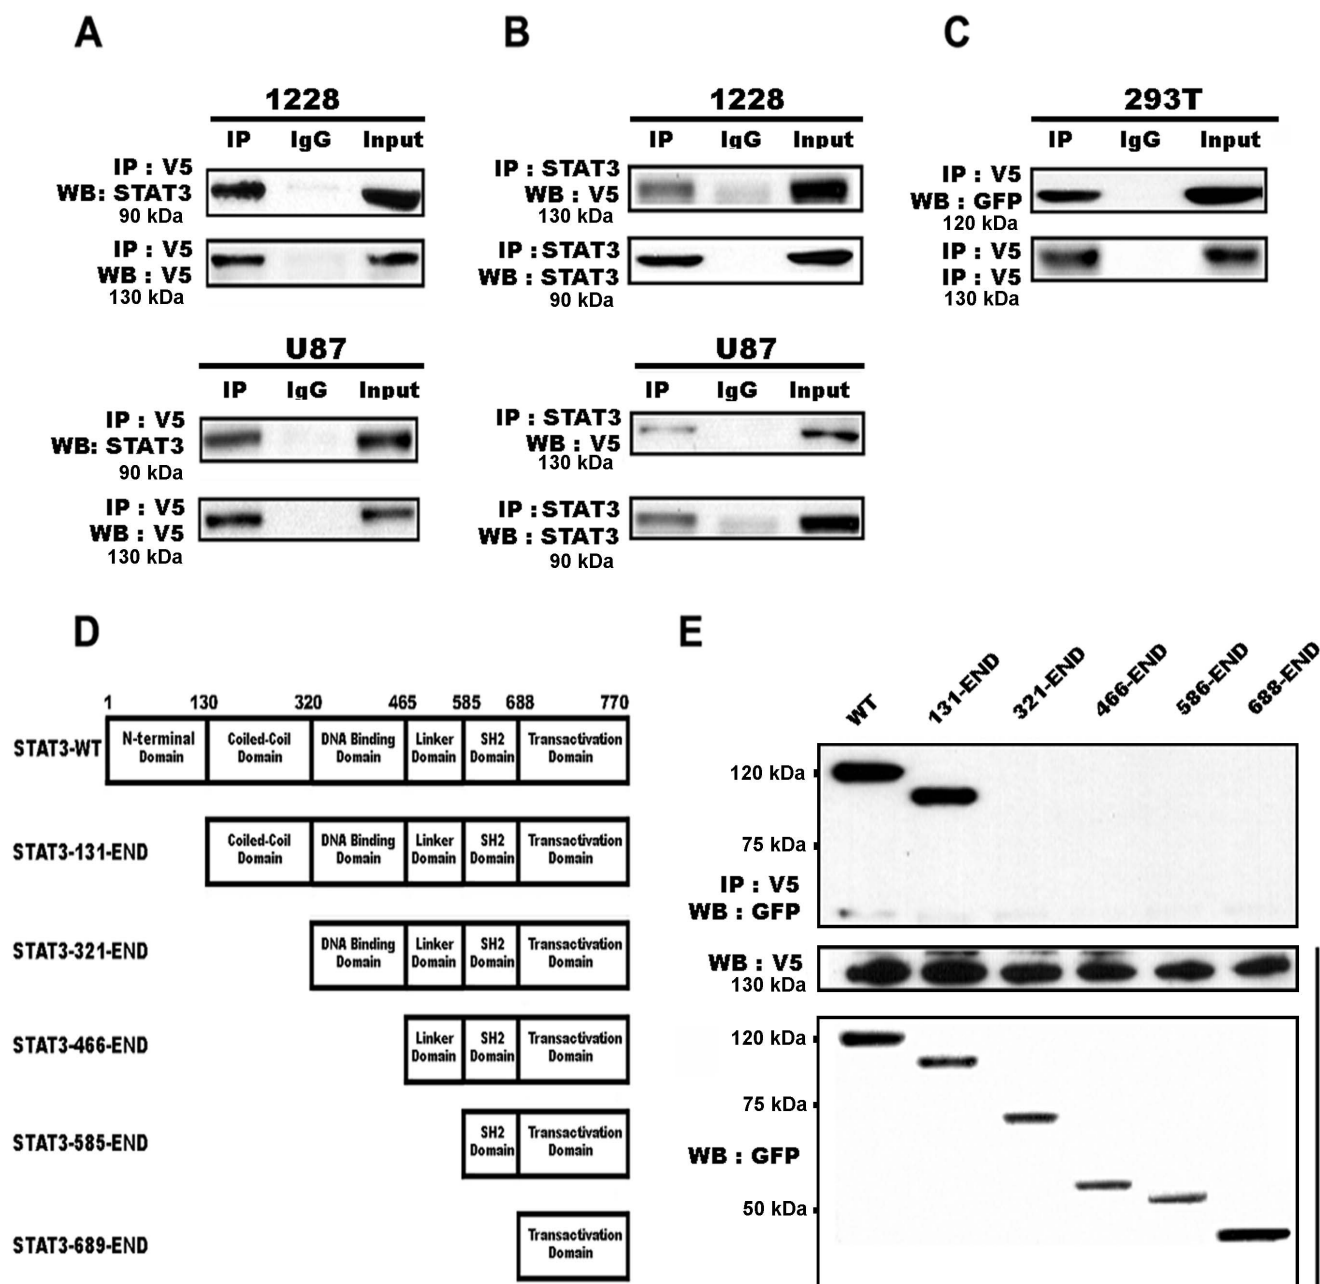 A
1228
IP IgG Input
IP : V5
WB: STAT3
90 kDa
IP : V5
WB : V5
130 kDa
U87
IP IgG Input
IP : V5
WB: STAT3
90 kDa
IP : V5
WB : V5
130 kDa
B
1228
IP IgG Input
IP : STAT3
WB : V5
130 kDa
IP :STAT3
WB : STAT3
90 kDa
U87
IP IgG Input
IP : STAT3
WB : V5
130 kDa
IP :STAT3
WB : STAT3
90 kDa
C
293T
IP IgG Input
IP : V5
WB : GFP
120 kDa
IP : V5
IP : V5
130 kDa
D
1 130 320 465 585 688 770
STAT3-WT
N-terminal
Domain
Coiled-Coil
Domain
DNA Binding
Domain
Linker
Domain
SH2
Domain
Transactivation
Domain
STAT3-131-END
Coiled-Coil
Domain
DNA Binding
Domain
Linker
Domain
SH2
Domain
Transactivation
Domain
STAT3-321-END
DNA Binding
Domain
Linker
Domain
SH2
Domain
Transactivation
Domain
STAT3-466-END
Linker
Domain
SH2
Domain
Transactivation
Domain
STAT3-585-END
SH2
Domain
Transactivation
Domain
STAT3-689-END
Transactivation
Domain
E
WT 131-END 321-END 466-END 586-END 688-END
120 kDa
75 kDa
IP : V5
WB : GFP
WB : V5
130 kDa
120 kDa
75 kDa
WB : GFP
50 kDa